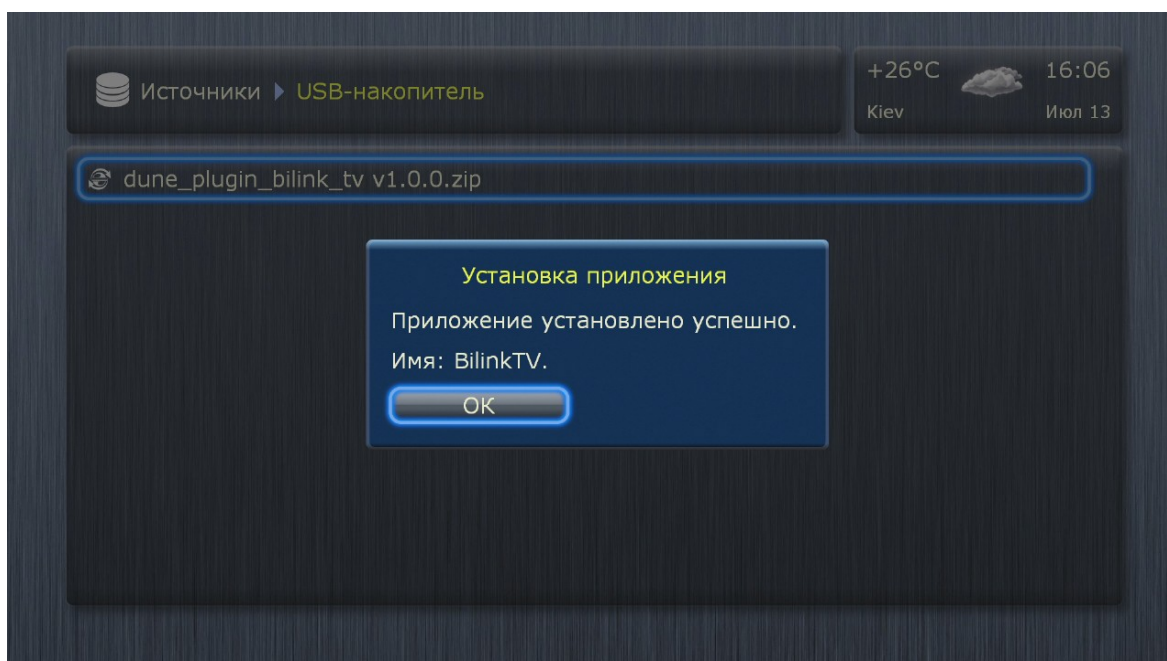 Источники USB-накопитель
+26°C 16:06
Kiev Июл 13
dune_plugin_bilink_tv v1.0.0.zip
Установка приложения
Приложение установлено успешно.
Имя: BilinkTV.
OK